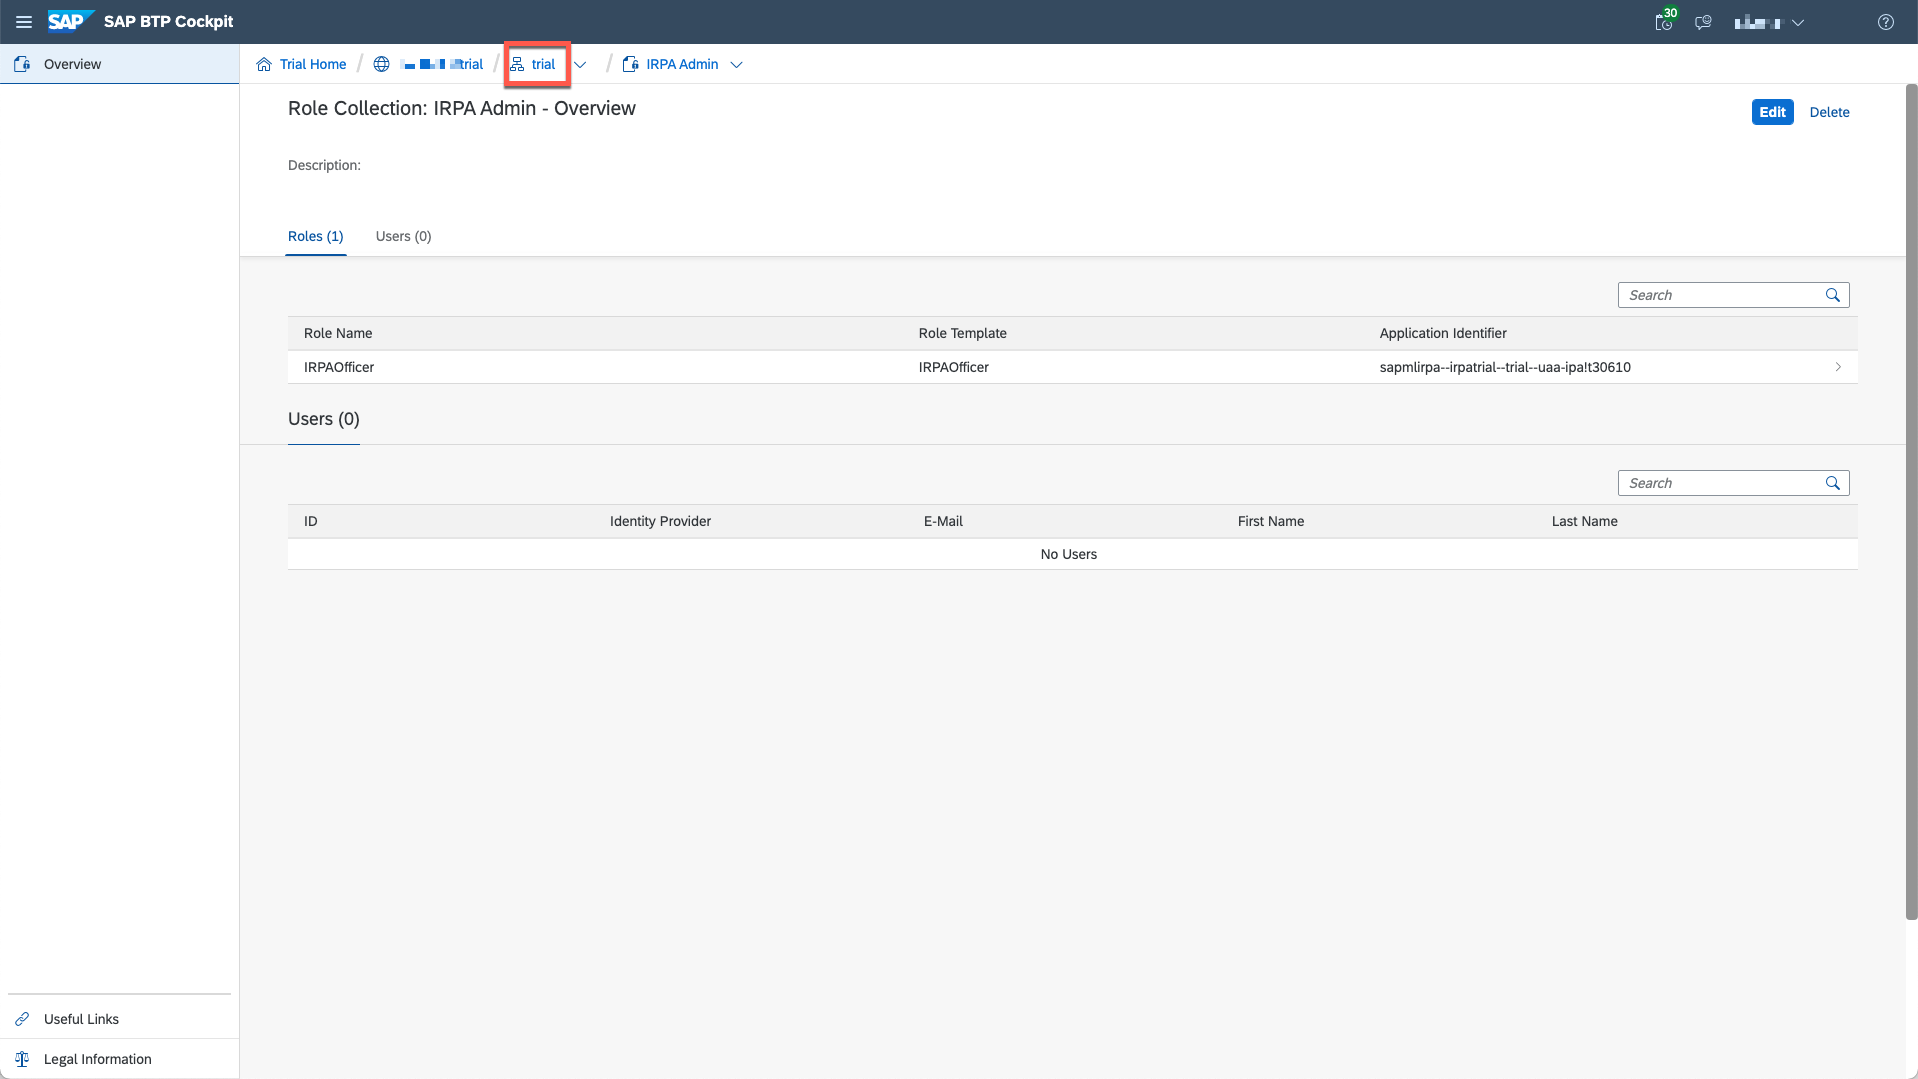 SAP SAP BTP Cockpit 30
Overview
Trial Home / trial / trial / IRPA Admin
Role Collection: IRPA Admin - Overview
Edit Delete
Description:
Roles (1) Users (0)
Search
Role Name Role Template Application Identifier
IRPAOfficer IRPAOfficer sapmlirpa--irpatrial--trial--uaa-ipa!t30610
Users (0)
Search
ID Identity Provider E-Mail First Name Last Name
No Users
Useful Links
Legal Information